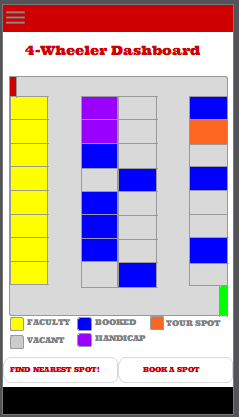 4-Wheeler Dashboard
FACULTY BOOKED YOUR SPOT
VACANT HANDICAP
FIND NEAREST SPOT! BOOK A SPOT